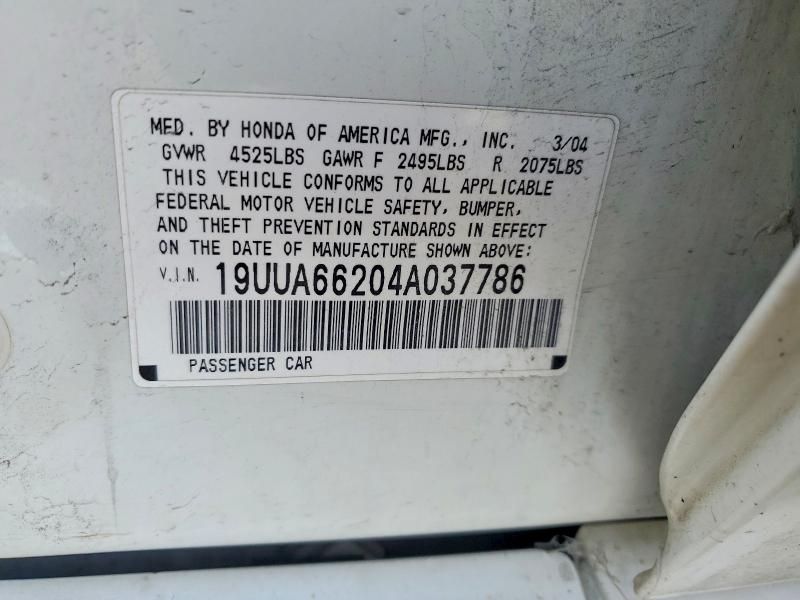 MFD. BY HONDA OF AMERICA MFG., INC. 3/04
GVWR 4525LBS GAWR F 2495LBS R 2075LBS
THIS VEHICLE CONFORMS TO ALL APPLICABLE
FEDERAL MOTOR VEHICLE SAFETY, BUMPER,
AND THEFT PREVENTION STANDARDS IN EFFECT
ON THE DATE OF MANUFACTURE SHOWN ABOVE:
V.I.N. 19UUA66204A037786
PASSENGER CAR